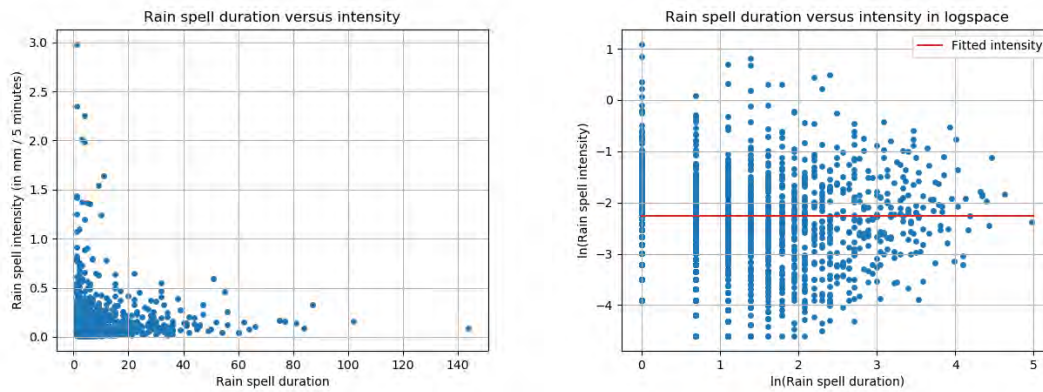 Rain spell duration versus intensity
Rain spell intensity (in mm / 5 minutes)
3.0
2.5
2.0
1.5
1.0
0.5
0.0
0 20 40 60 80 100 120 140
Rain spell duration
Rain spell duration versus intensity in logspace
Fitted intensity
ln(Rain spell intensity)
1
0
−1
−2
−3
−4
0 1 2 3 4 5
ln(Rain spell duration)